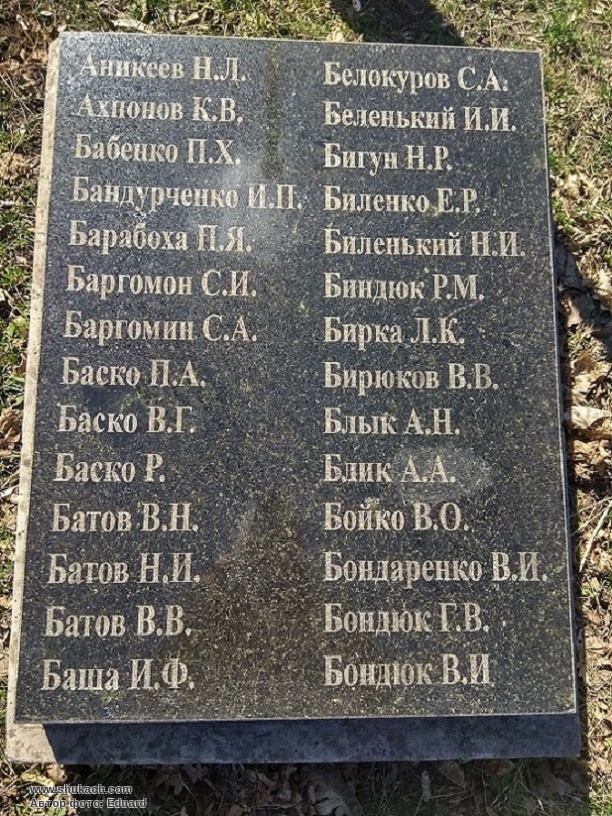 Аникеев Н.Л.
Ахпонов К.В.
Бабенко П.Х.
Бандурченко И.П.
Барабоха П.Я.
Баргомон С.И.
Баргомин С.А.
Баско П.А.
Баско В.Г.
Баско Р.
Батов В.Н.
Батов Н.И.
Батов В.В.
Баша И.Ф.
Белокуров С.А.
Беленький И.И.
Бигун Н.Р.
Биленко Е.Р.
Биленький Н.И.
Биндюк Р.М.
Бирка Л.К.
Бирюков В.В.
Блык А.Н.
Блик А.А.
Бойко В.О.
Бондаренко В.И.
Бондюк Г.В.
Бондюк В.И
www.shukach.com
Автор фото: Eduard